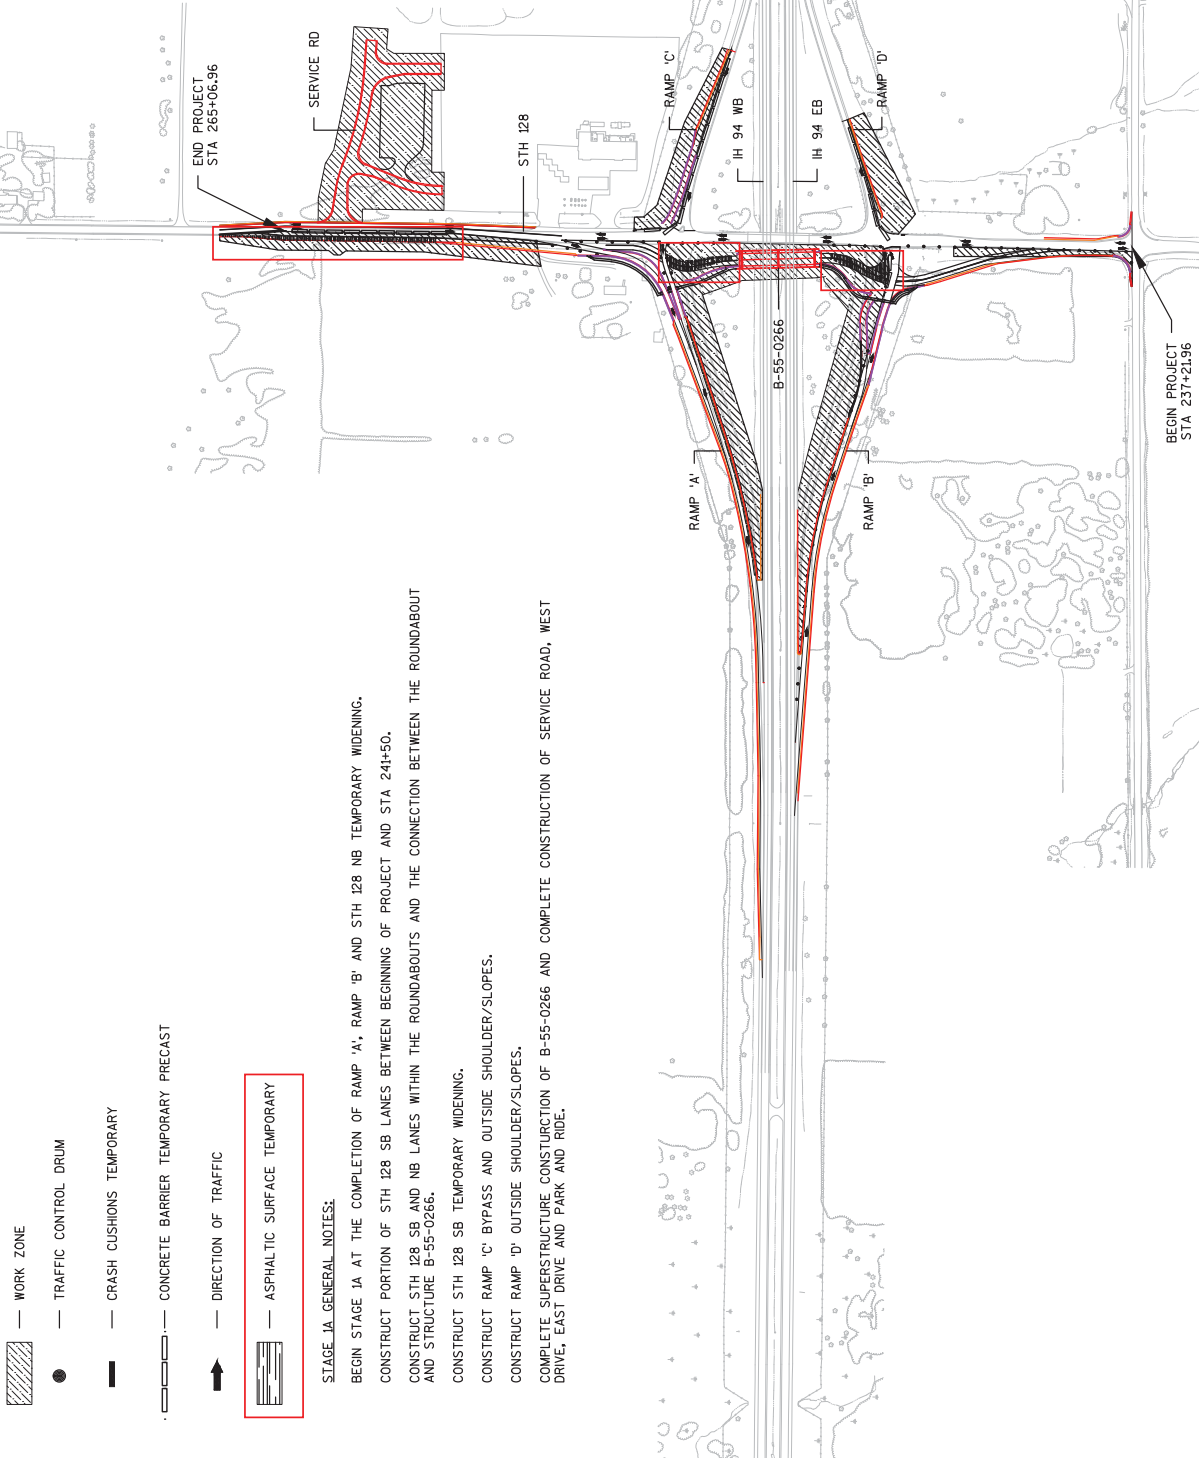 WORK ZONE
TRAFFIC CONTROL DRUM
CRASH CUSHIONS TEMPORARY
CONCRETE BARRIER TEMPORARY PRECAST
DIRECTION OF TRAFFIC
ASPHALTIC SURFACE TEMPORARY
STAGE 1A GENERAL NOTES:
BEGIN STAGE 1A AT THE COMPLETION OF RAMP 'A', RAMP 'B' AND STH 128 NB TEMPORARY WIDENING.
CONSTRUCT PORTION OF STH 128 SB LANES BETWEEN BEGINNING OF PROJECT AND STA 241+50.
CONSTRUCT STH 128 SB AND NB LANES WITHIN THE ROUNDABOUTS AND THE CONNECTION BETWEEN THE ROUNDABOUT
AND STRUCTURE B-55-0266.
CONSTRUCT STH 128 SB TEMPORARY WIDENING.
CONSTRUCT RAMP 'C' BYPASS AND OUTSIDE SHOULDER/SLOPES.
CONSTRUCT RAMP 'D' OUTSIDE SHOULDER/SLOPES.
COMPLETE SUPERSTRUCTURE CONSTURCTION OF B-55-0266 AND COMPLETE CONSTRUCTION OF SERVICE ROAD, WEST
DRIVE, EAST DRIVE AND PARK AND RIDE.
END PROJECT
STA 265+06.96
SERVICE RD
STH 128
RAMP 'C'
IH 94 WB
IH 94 EB
RAMP 'D'
B-55-0266
RAMP 'A'
RAMP 'B'
BEGIN PROJECT
STA 237+21.96